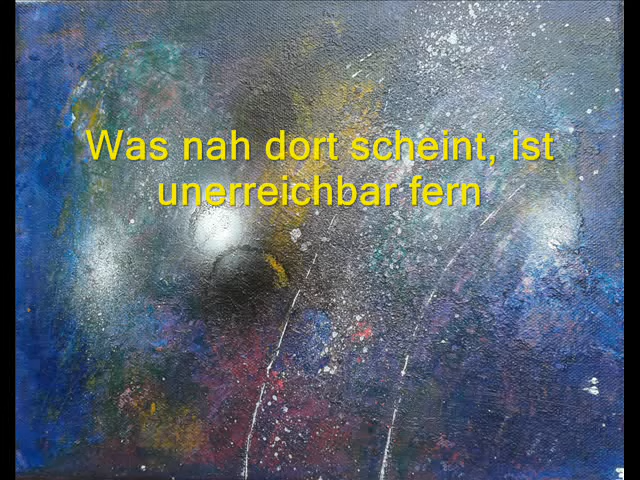 Was nah dort scheint, ist
unerreichbar fern